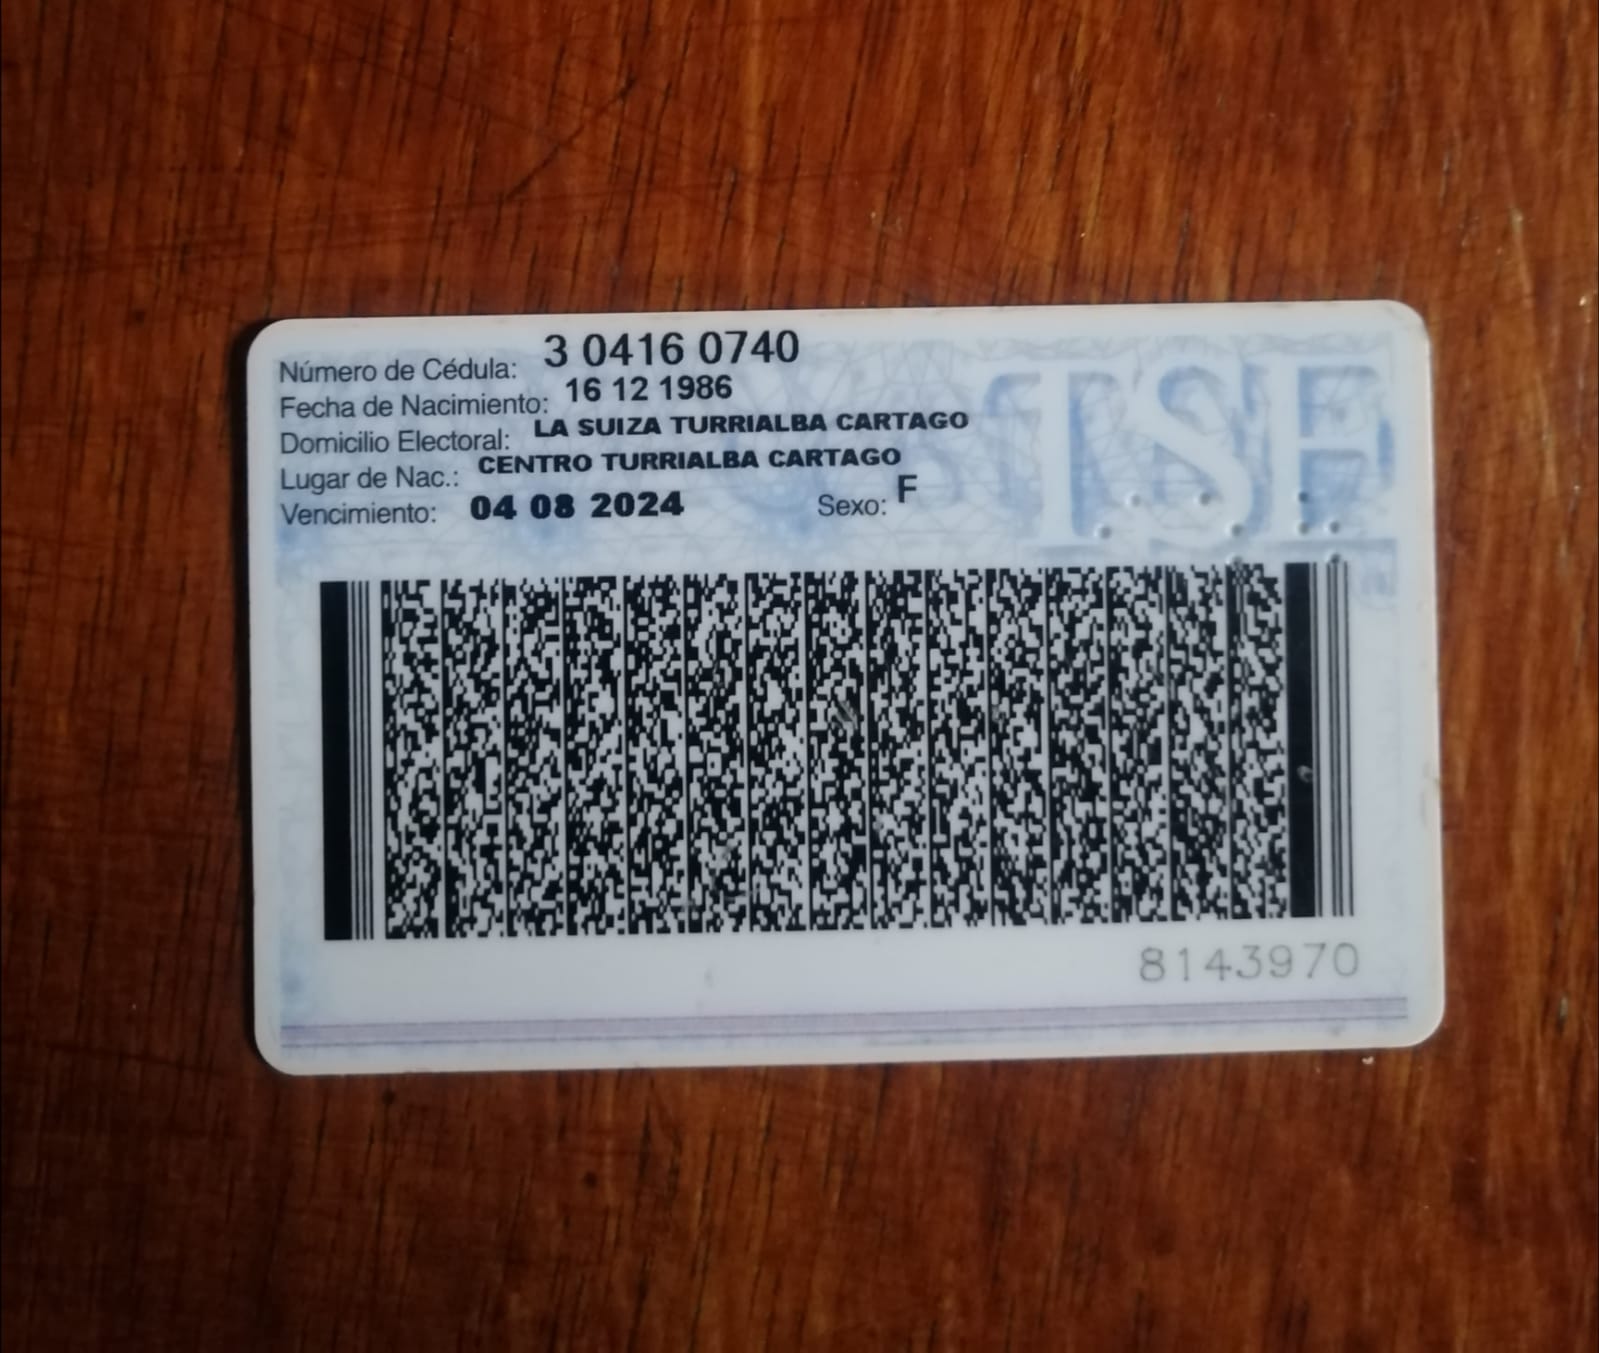 Número de Cédula: 3 0416 0740
Fecha de Nacimiento: 16 12 1986
Domicilio Electoral: LA SUIZA TURRIALBA CARTAGO
Lugar de Nac.: CENTRO TURRIALBA CARTAGO
Vencimiento: 04 08 2024 Sexo: F
TSE
8143970